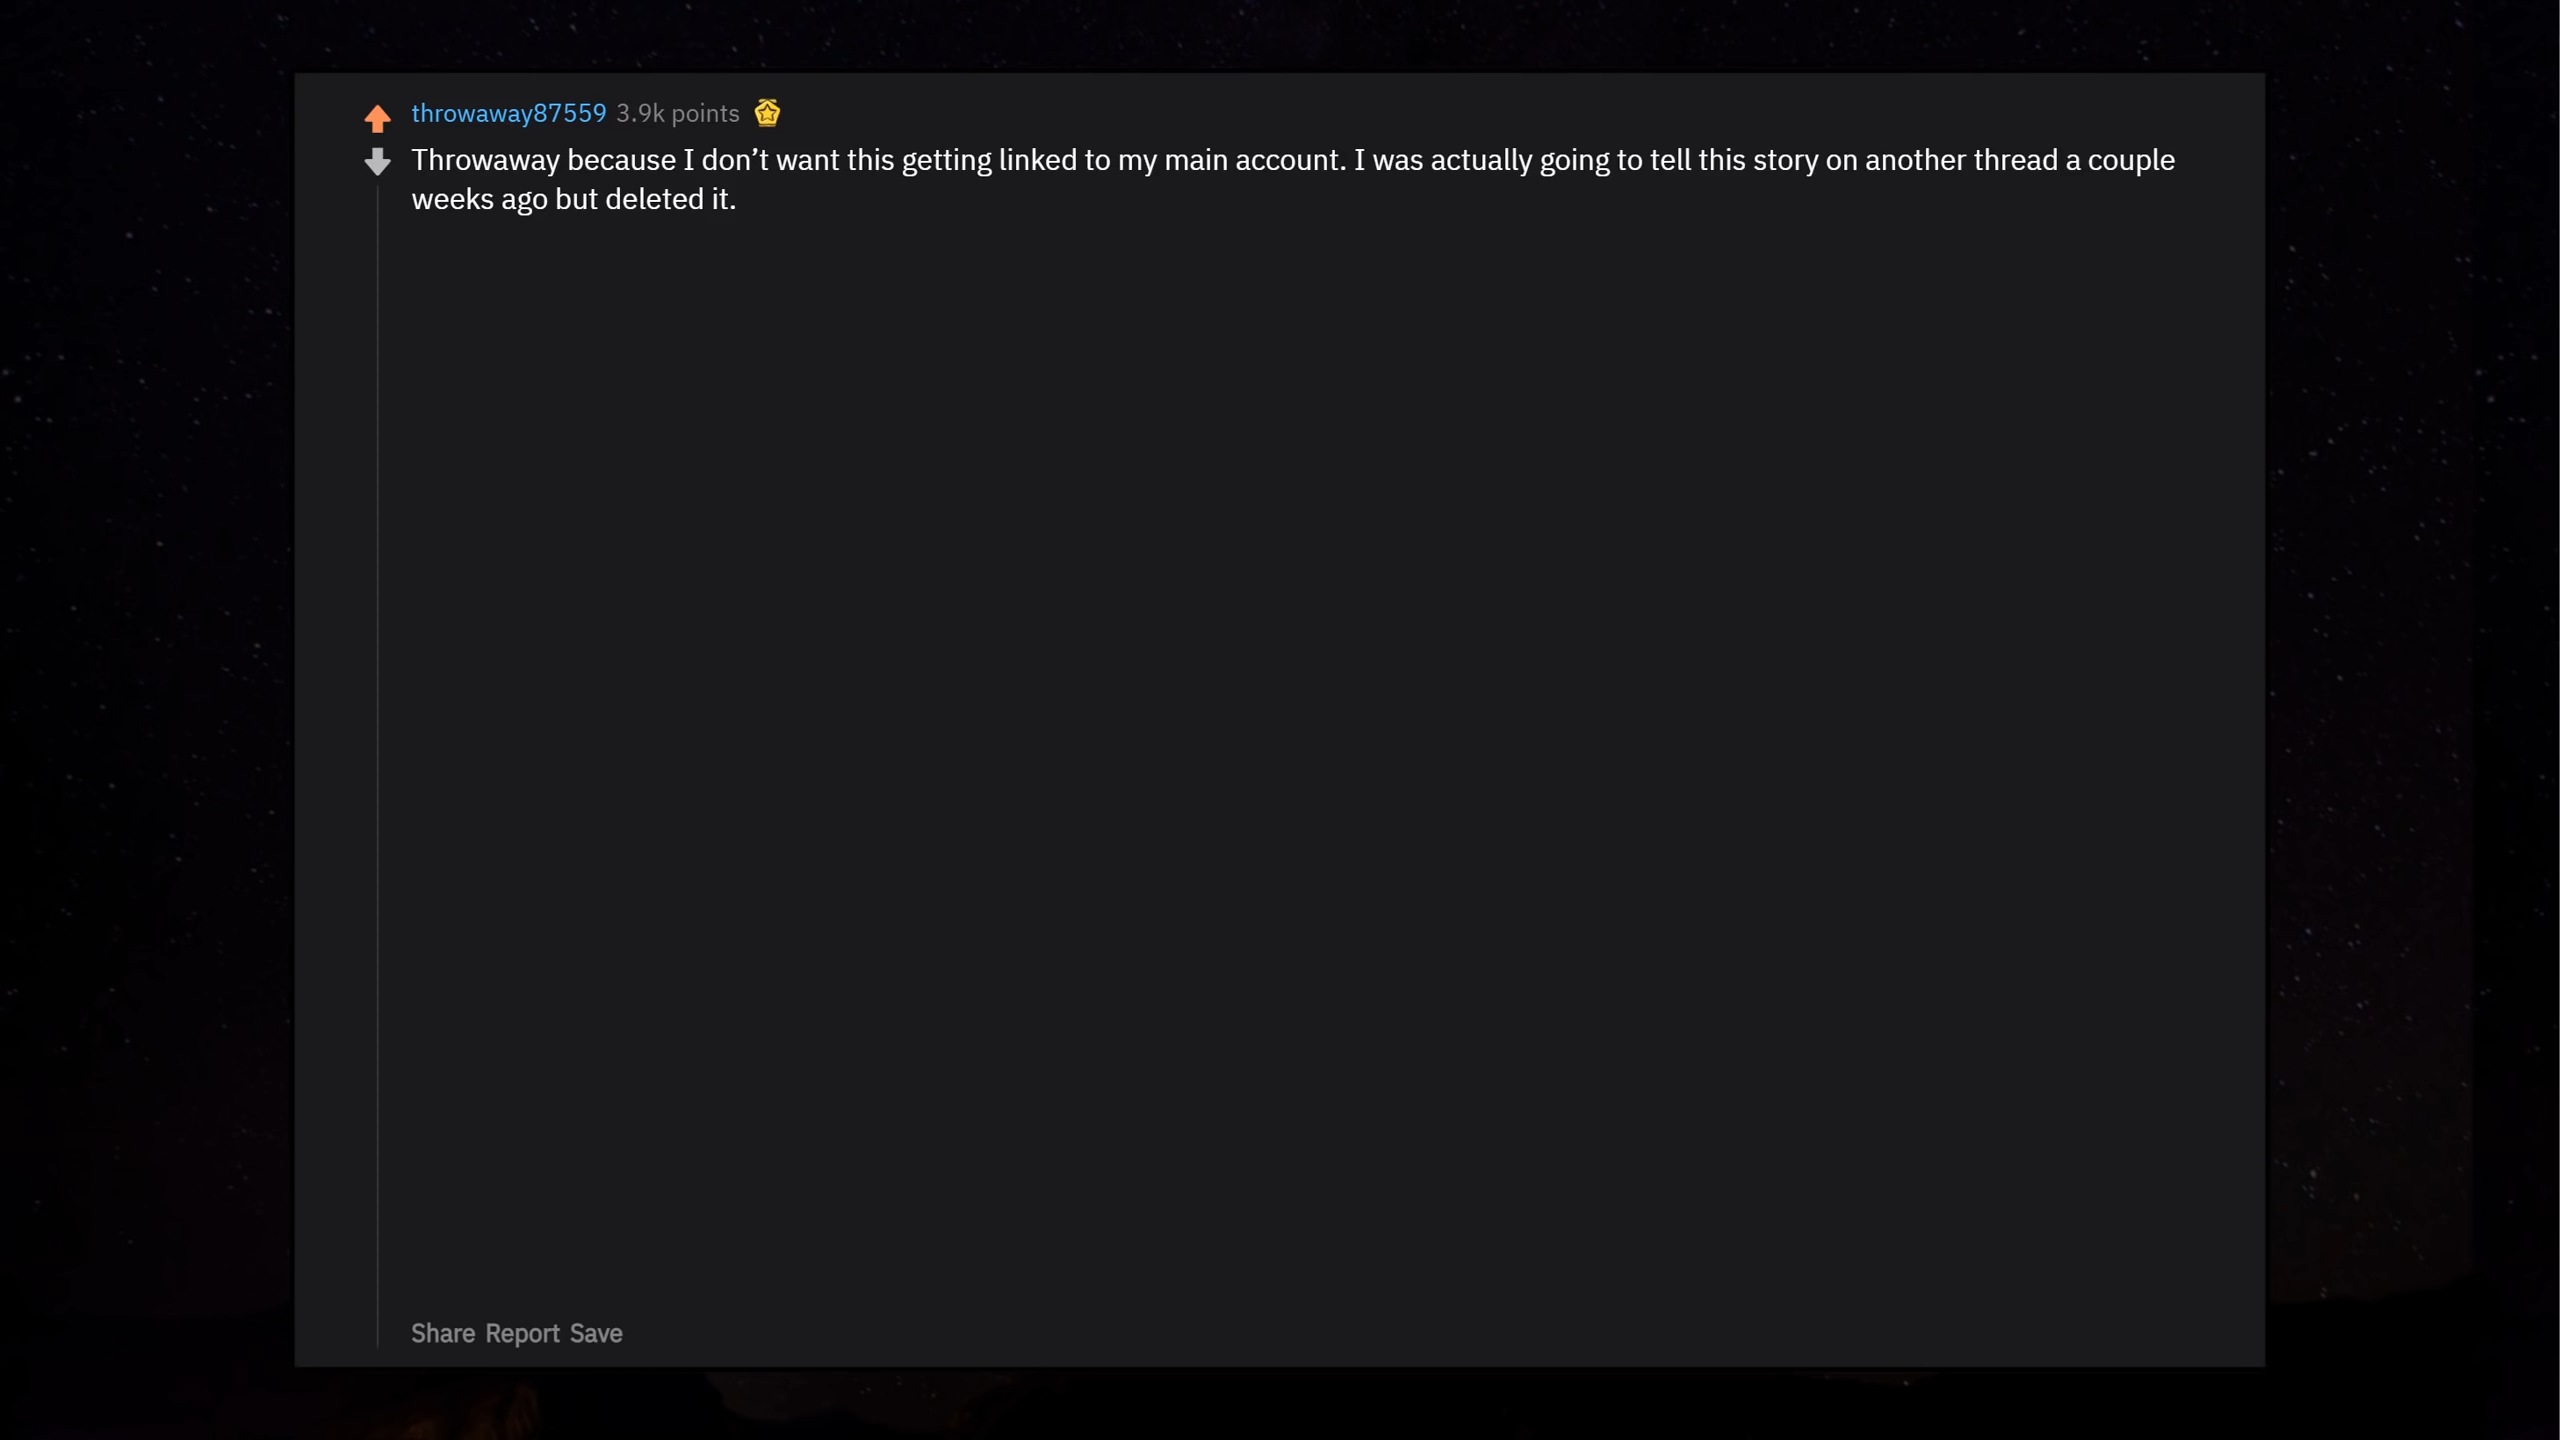 throwaway87559 3.9k points
Throwaway because I don’t want this getting linked to my main account. I was actually going to tell this story on another thread a couple
weeks ago but deleted it.
Share Report Save